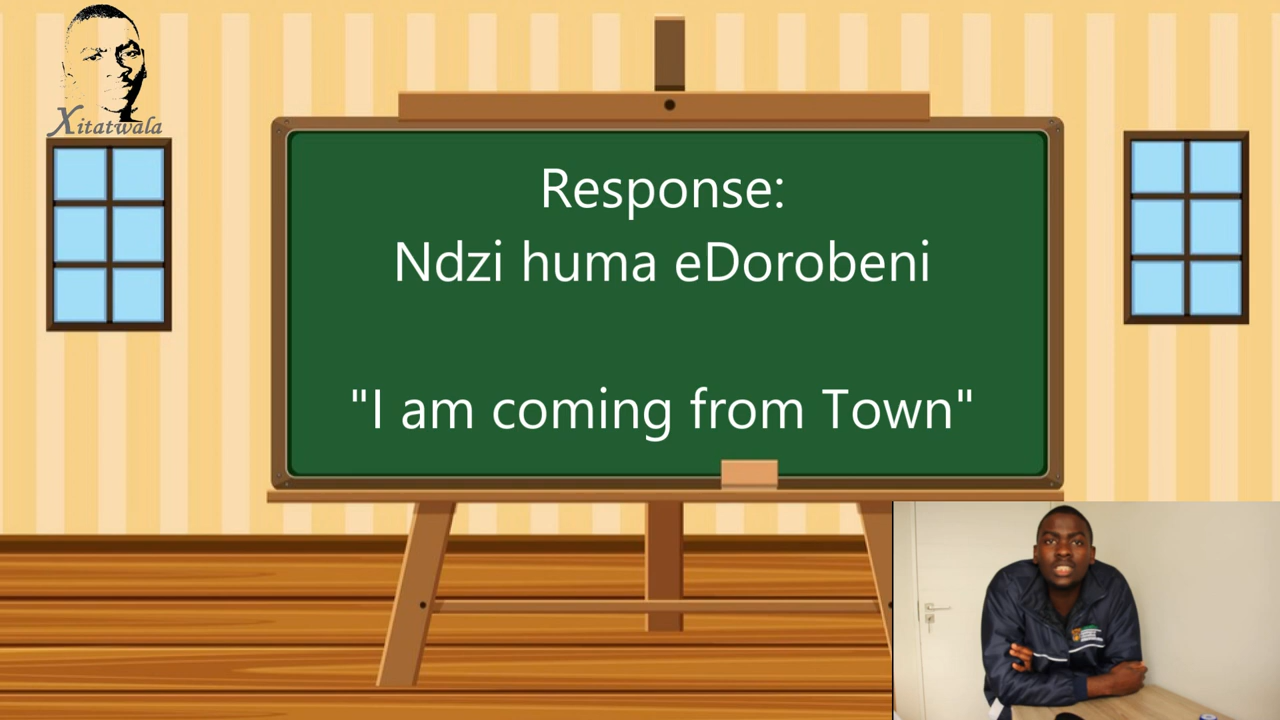 Xitatwala
Response:
Ndzi huma eDorobeni
"I am coming from Town"